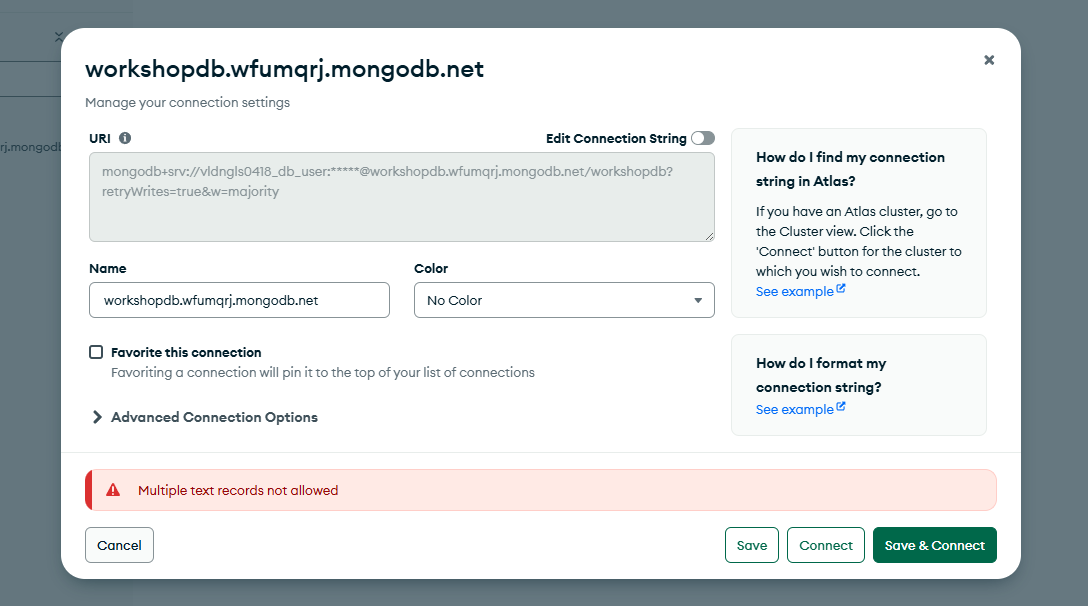 workshopdb.wfumqrj.mongodb.net
Manage your connection settings
URI
Edit Connection String
mongodb+srv://vldngls0418_db_user:*****@workshopdb.wfumqrj.mongodb.net/workshopdb?
retryWrites=true&w=majority
Name
Color
workshopdb.wfumqrj.mongodb.net
No Color
Favorite this connection
Favoriting a connection will pin it to the top of your list of connections
Advanced Connection Options
How do I find my connection
string in Atlas?
If you have an Atlas cluster, go to
the Cluster view. Click the
'Connect' button for the cluster to
which you wish to connect.
See example
How do I format my
connection string?
See example
Multiple text records not allowed
Cancel
Save
Connect
Save & Connect
rj.mongodb